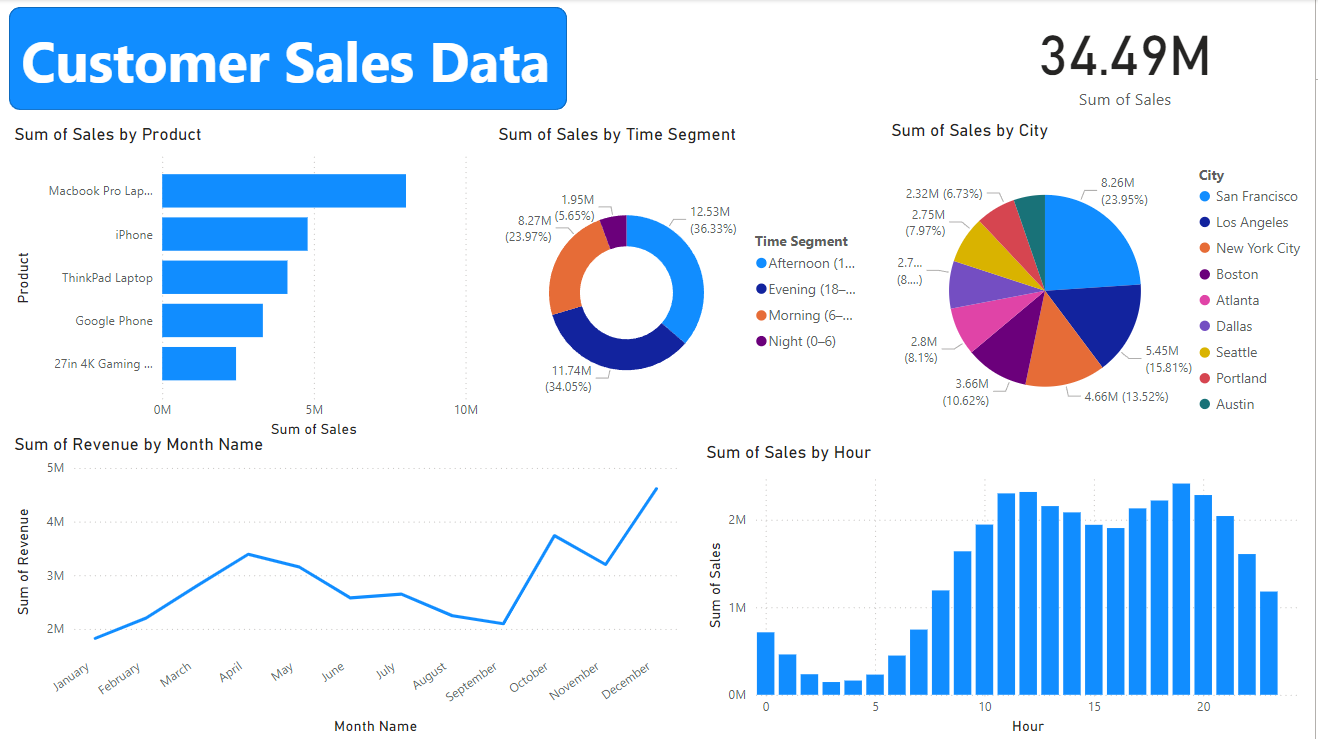 Customer Sales Data
34.49M
Sum of Sales
Sum of Sales by Product
Product
Macbook Pro Lap...
iPhone
ThinkPad Laptop
Google Phone
27in 4K Gaming ...
0M
5M
10M
Sum of Sales
Sum of Sales by Time Segment
1.95M
(5.65%)
12.53M
(36.33%)
8.27M
(23.97%)
11.74M
(34.05%)
Time Segment
Afternoon (1...
Evening (18–...
Morning (6–...
Night (0–6)
Sum of Sales by City
2.32M (6.73%)
8.26M
(23.95%)
2.75M
(7.97%)
2.7...
(8....)
2.8M
(8.1%)
3.66M
(10.62%)
4.66M (13.52%)
5.45M
(15.81%)
City
San Francisco
Los Angeles
New York City
Boston
Atlanta
Dallas
Seattle
Portland
Austin
Sum of Revenue by Month Name
Sum of Revenue
5M
4M
3M
2M
January
February
March
April
May
June
July
August
September
October
November
December
Month Name
Sum of Sales by Hour
Sum of Sales
2M
1M
0M
0
5
10
15
20
Hour